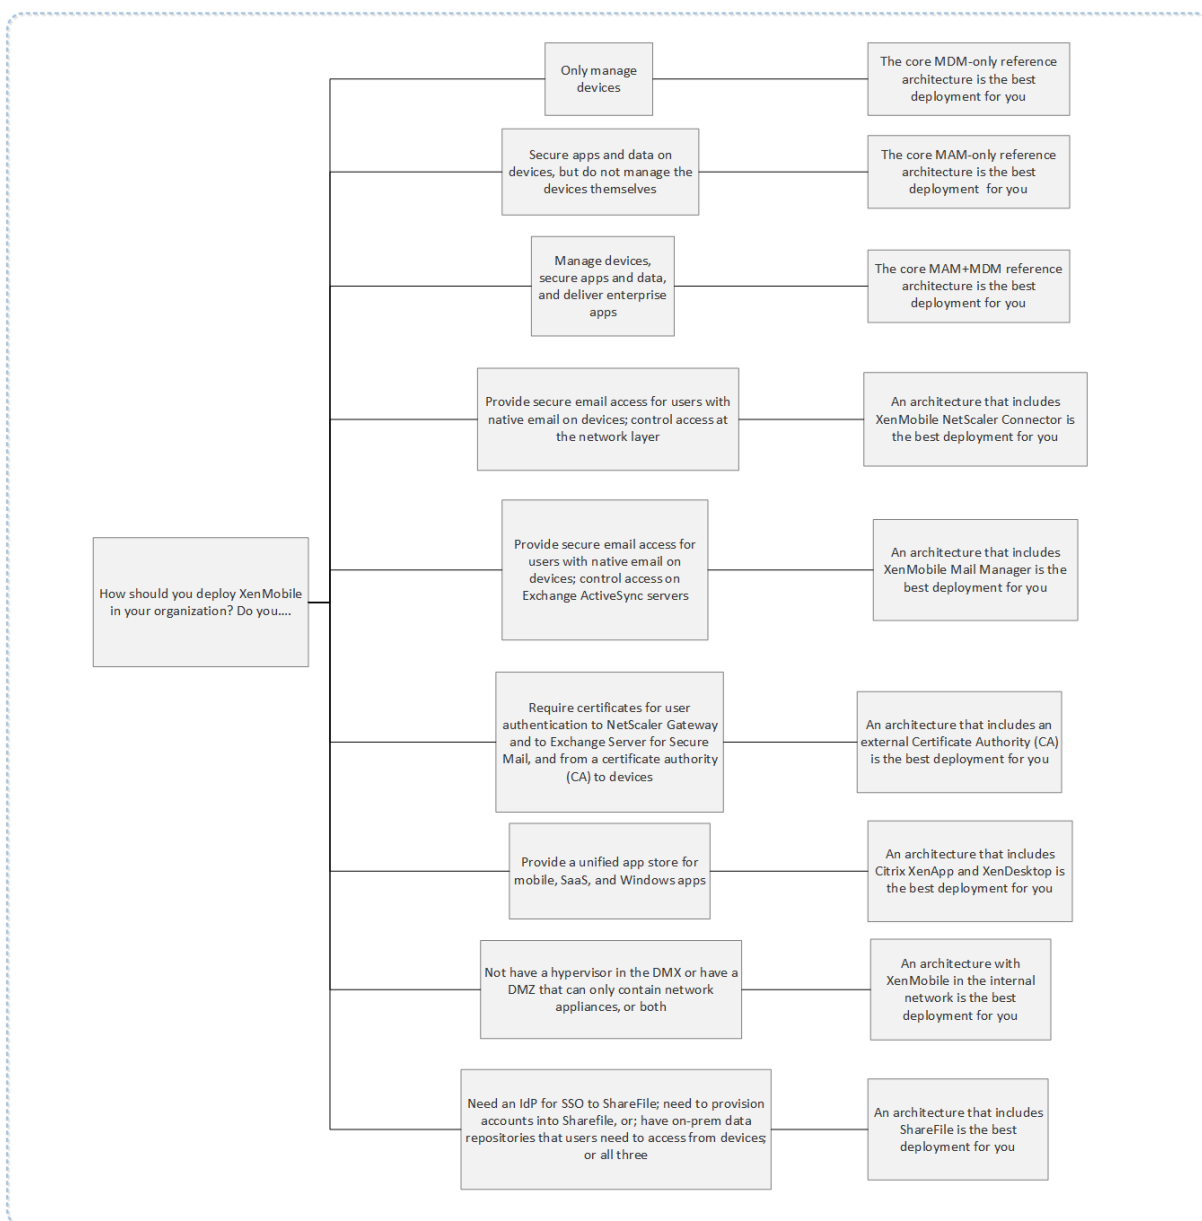 Only manage
devices
The core MDM-only reference
architecture is the best
deployment for you
Secure apps and data on
devices, but do not manage the
devices themselves
The core MAM-only reference
architecture is the best
deployment  for you
Manage devices,
secure apps and data,
and deliver enterprise
apps
The core MAM+MDM reference
architecture is the best
deployment for you
Provide secure email access for users with
native email on devices; control access at
the network layer
An architecture that includes
XenMobile NetScaler Connector is
the best deployment for you
How should you deploy XenMobile
in your organization? Do you....
Provide secure email access for
users with native email on
devices; control access on
Exchange ActiveSync servers
An architecture that includes
XenMobile Mail Manager is the
best deployment for you
Require certificates for user
authentication to NetScaler Gateway
and to Exchange Server for Secure
Mail, and from a certificate authority
(CA) to devices
An architecture that includes an
external Certificate Authority (CA)
is the best deployment for you
Provide a unified app store for
mobile, SaaS, and Windows apps
An architecture that includes
Citrix XenApp and XenDesktop is
the best deployment for you
Not have a hypervisor in the DMX or have a
DMZ that can only contain network
appliances, or both
An architecture with
XenMobile in the internal
network is the best
deployment for you
Need an IdP for SSO to ShareFile; need to provision
accounts into Sharefile, or; have on-prem data
repositories that users need to access from devices;
or all three
An architecture that includes
ShareFile is the best
deployment for you